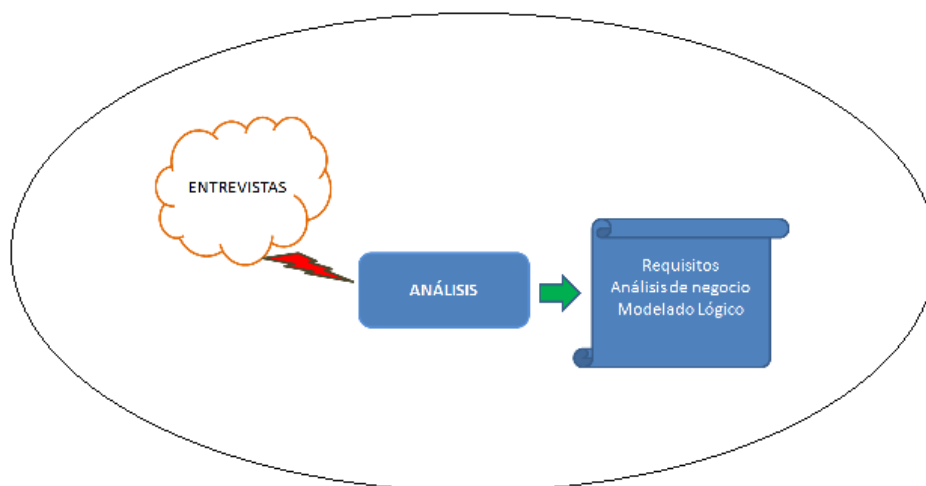 ENTREVISTAS
ANÁLISIS
Requisitos
Análisis de negocio
Modelado Lógico